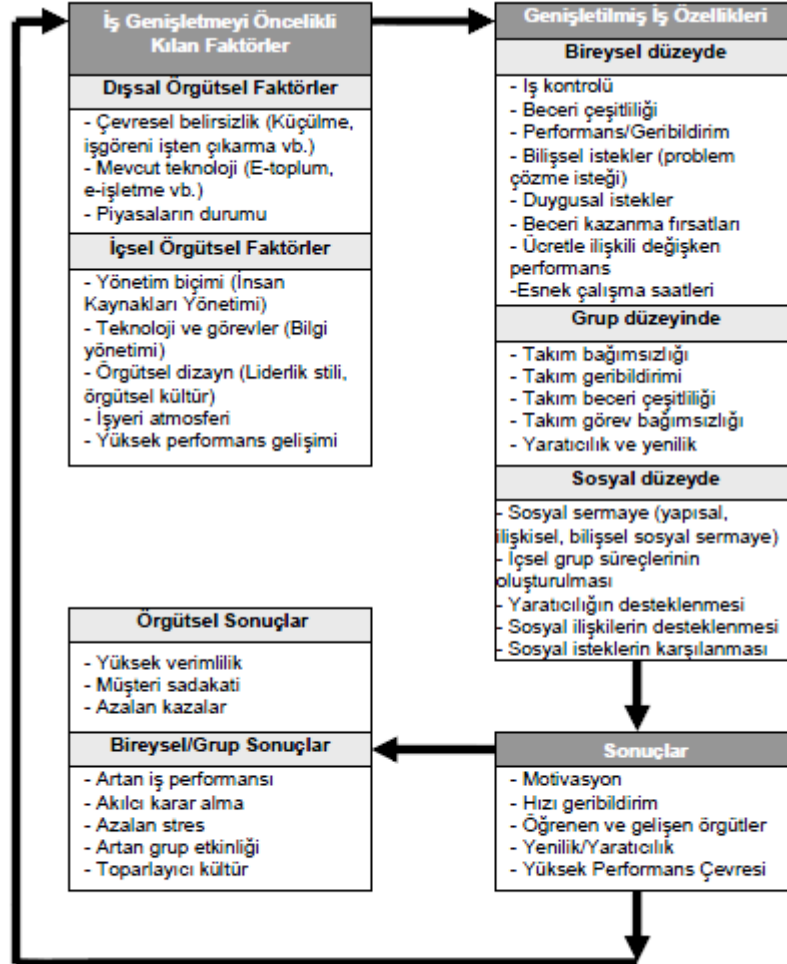 İş Genişletmeyi Öncelikli
Kılan Faktörler
Dışsal Örgütsel Faktörler
- Çevresel belirsizlik (Küçülme,
işgöreni işten çıkarma vb.)
- Mevcut teknoloji (E-toplum,
e-işletme vb.)
- Piyasaların durumu
İçsel Örgütsel Faktörler
- Yönetim biçimi (İnsan
Kaynakları Yönetimi)
- Teknoloji ve görevler (Bilgi
yönetimi)
- Örgütsel dizayn (Liderlik stili,
örgütsel kültür)
- İşyeri atmosferi
- Yüksek performans gelişimi
Genişletilmiş İş Özellikleri
Bireysel düzeyde
- İş kontrolü
- Beceri çeşitliliği
- Performans/Geribildirim
- Bilişsel istekler (problem
çözme isteği)
- Duygusal istekler
- Beceri kazanma fırsatları
- Ücretle ilişkili değişken
performans
-Esnek çalışma saatleri
Grup düzeyinde
- Takım bağımsızlığı
- Takım geribildirimi
- Takım beceri çeşitliliği
- Takım görev bağımsızlığı
- Yaratıcılık ve yenilik
Sosyal düzeyde
- Sosyal sermaye (yapısal,
ilişkisel, bilişsel sosyal sermaye)
- İçsel grup süreçlerinin
oluşturulması
- Yaratıcılığın desteklenmesi
- Sosyal ilişkilerin desteklenmesi
- Sosyal isteklerin karşılanması
Sonuçlar
- Motivasyon
- Hızı geribildirim
- Öğrenen ve gelişen örgütler
- Yenilik/Yaratıcılık
- Yüksek Performans Çevresi
Örgütsel Sonuçlar
- Yüksek verimlilik
- Müşteri sadakati
- Azalan kazalar
Bireysel/Grup Sonuçlar
- Artan iş performansı
- Akılcı karar alma
- Azalan stres
- Artan grup etkinliği
- Toparlayıcı kültür